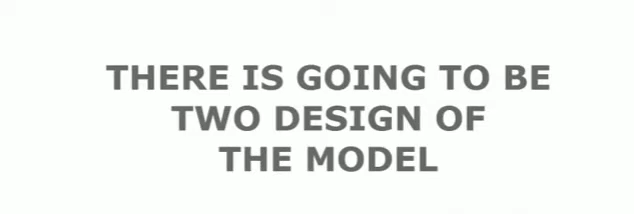 THERE IS GOING TO BE
TWO DESIGN OF
THE MODEL